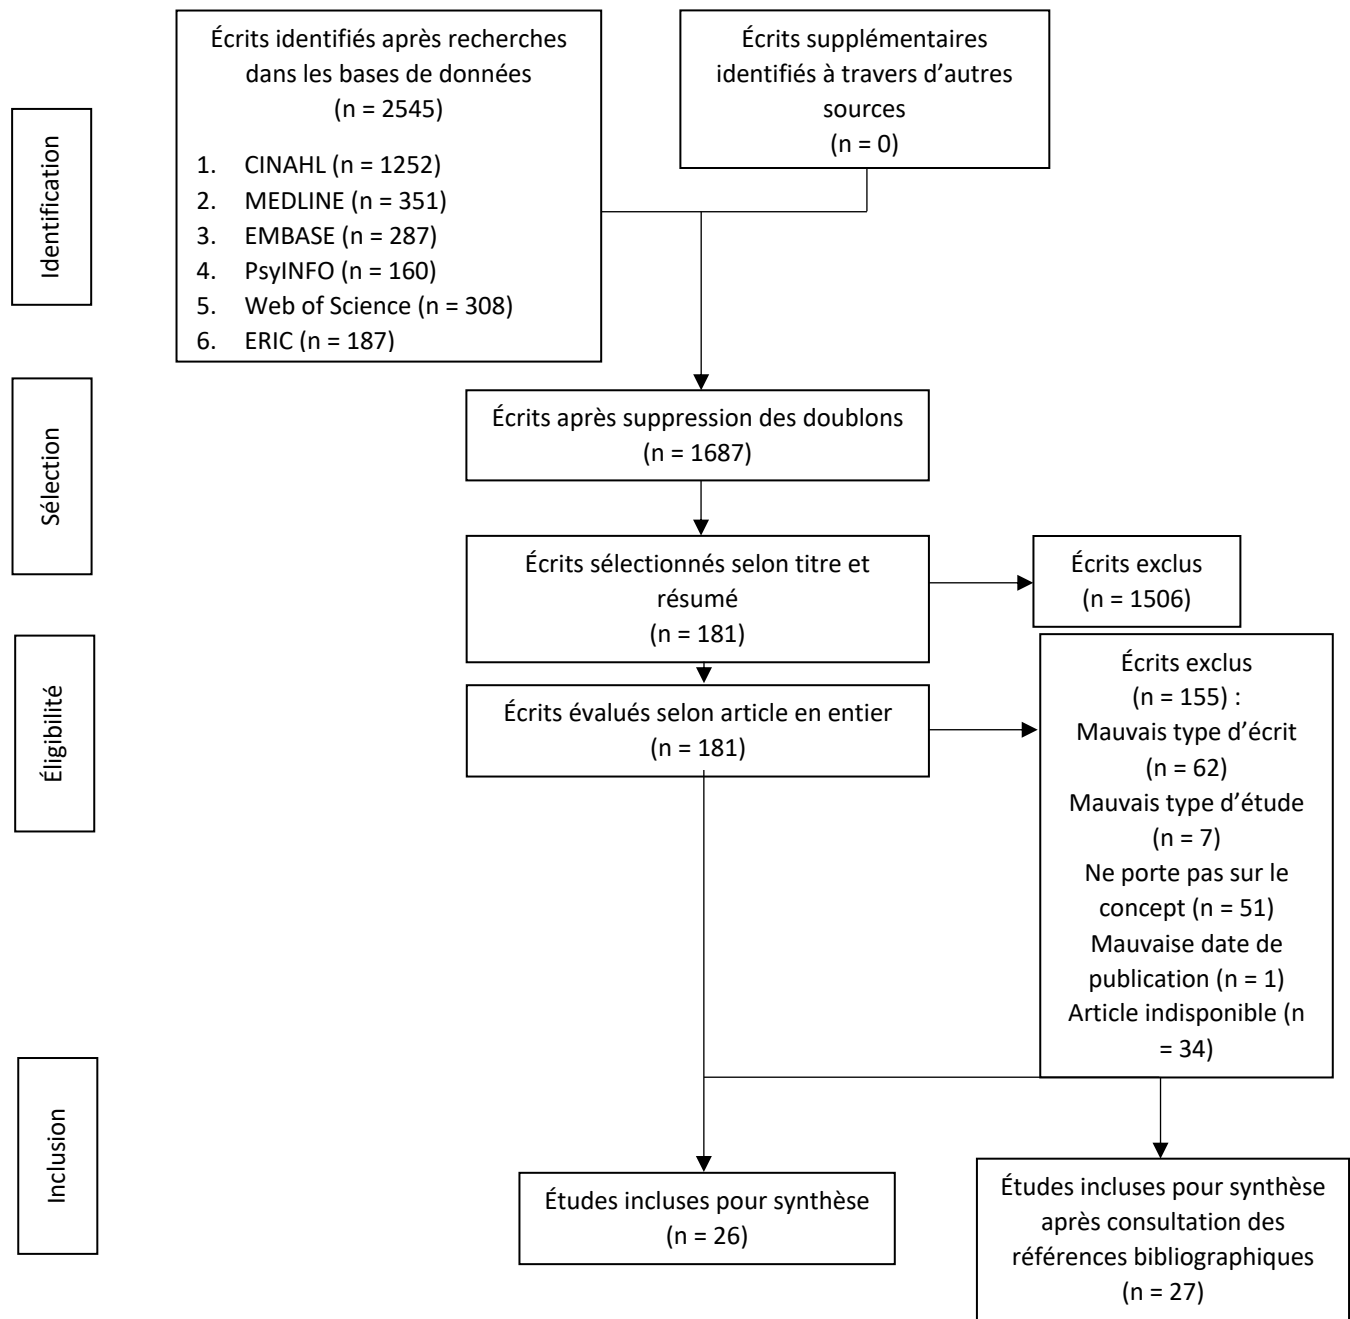 Écrits identifiés après recherches
dans les bases de données
(n = 2545)
1. CINAHL (n = 1252)
2. MEDLINE (n = 351)
3. EMBASE (n = 287)
4. PsyINFO (n = 160)
5. Web of Science (n = 308)
6. ERIC (n = 187)
Écrits supplémentaires
identifiés à travers d’autres
sources
(n = 0)
Identification
Écrits après suppression des doublons
(n = 1687)
Sélection
Écrits sélectionnés selon titre et
résumé
(n = 181)
Écrits exclus
(n = 1506)
Éligibilité
Écrits évalués selon article en entier
(n = 181)
Écrits exclus
(n = 155) :
Mauvais type d’écrit
(n = 62)
Mauvais type d’étude
(n = 7)
Ne porte pas sur le
concept (n = 51)
Mauvaise date de
publication (n = 1)
Article indisponible (n
= 34)
Inclusion
Études incluses pour synthèse
(n = 26)
Études incluses pour synthèse
après consultation des
références bibliographiques
(n = 27)